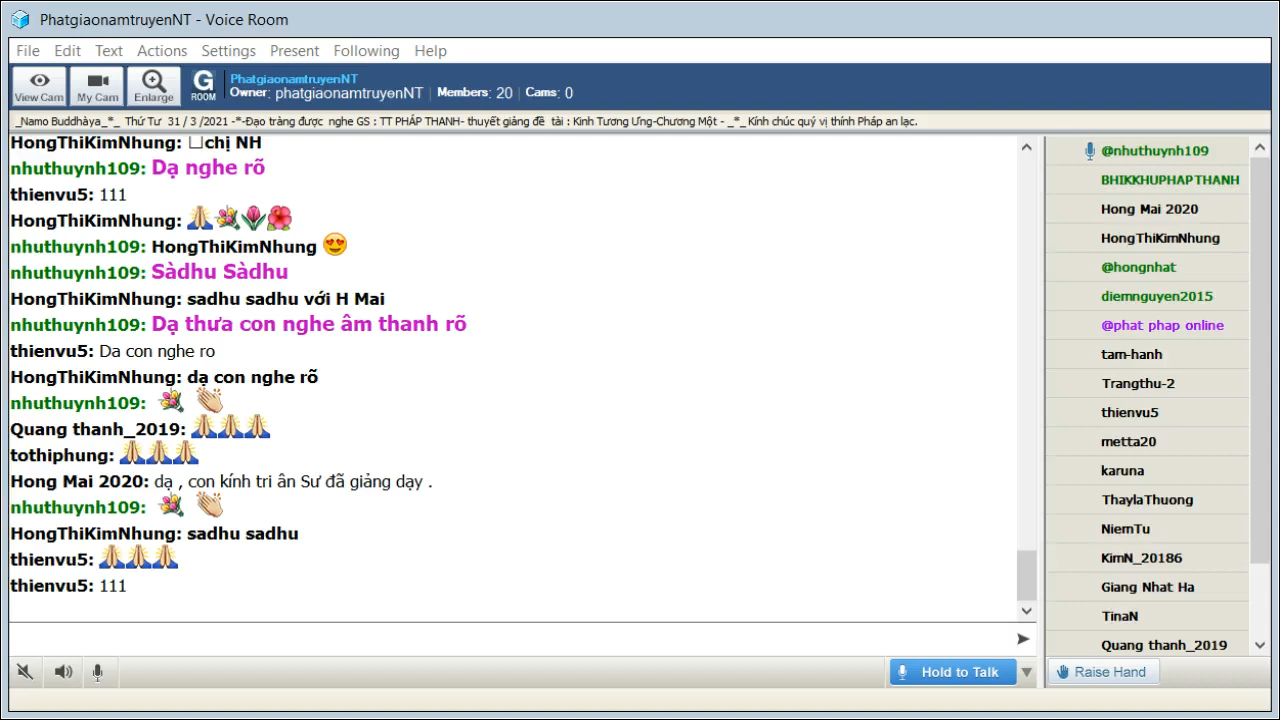 PhatgiaonamtruyenNT - Voice Room
File Edit Text Actions Settings Present Following Help
View Cam My Cam Enlarge G ROOM
PhatgiaonamtruyenNT
Owner: phatgiaonamtruyenNT | Members: 20 | Cams: 0
_Namo Buddhàya_*_ Thứ Tư 31 / 3 /2021 -*-Đạo tràng được nghe GS : TT PHÁP THANH- thuyết giảng đề tài : Kinh Tương Ưng-Chương Một - _*_ Kính chúc quý vị thính Pháp an lạc.
HongThiKimNhung: □chị NH
nhuthuynh109: Dạ nghe rõ
thienvu5: 111
HongThiKimNhung:
nhuthuynh109: HongThiKimNhung
nhuthuynh109: Sàdhu Sàdhu
HongThiKimNhung: sadhu sadhu với H Mai
nhuthuynh109: Dạ thưa con nghe âm thanh rõ
thienvu5: Da con nghe ro
HongThiKimNhung: dạ con nghe rõ
nhuthuynh109:
Quang thanh_2019:
tothiphung:
Hong Mai 2020: dạ , con kính tri ân Sư đã giảng dạy .
nhuthuynh109:
HongThiKimNhung: sadhu sadhu
thienvu5:
thienvu5: 111
@nhuthuynh109
BHIKKHUPHAPTHANH
Hong Mai 2020
HongThiKimNhung
@hongnhat
diemnguyen2015
@phat phap online
tam-hanh
Trangthu-2
thienvu5
metta20
karuna
ThaylaThuong
NiemTu
KimN_20186
Giang Nhat Ha
TinaN
Quang thanh_2019
Hold to Talk
Raise Hand